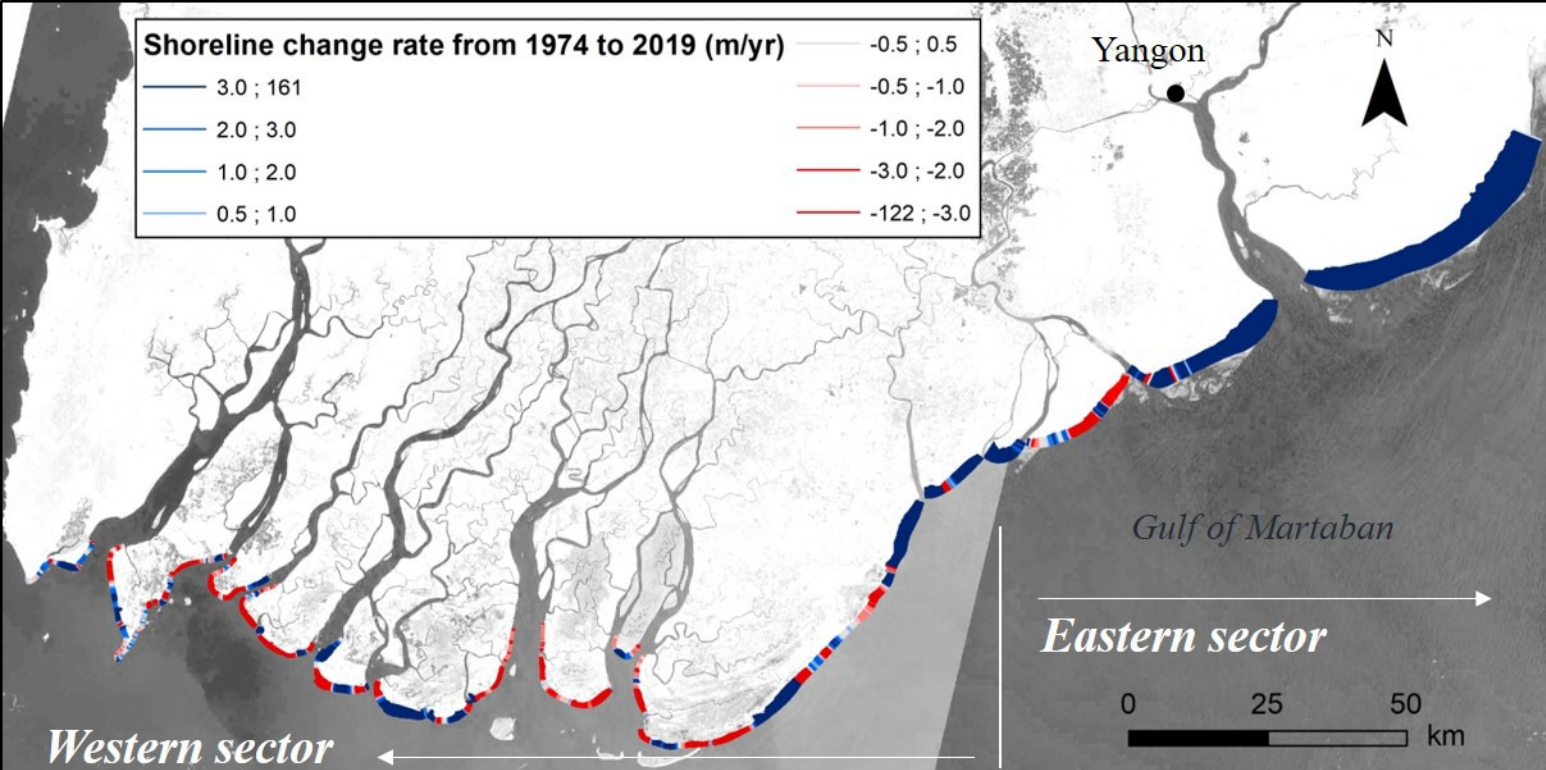 Shoreline change rate from 1974 to 2019 (m/yr)
3.0 ; 161
2.0 ; 3.0
1.0 ; 2.0
0.5 ; 1.0
-0.5 ; 0.5
-0.5 ; -1.0
-1.0 ; -2.0
-3.0 ; -2.0
-122 ; -3.0
Yangon
N
Gulf of Martaban
Eastern sector
Western sector
0 25 50
km